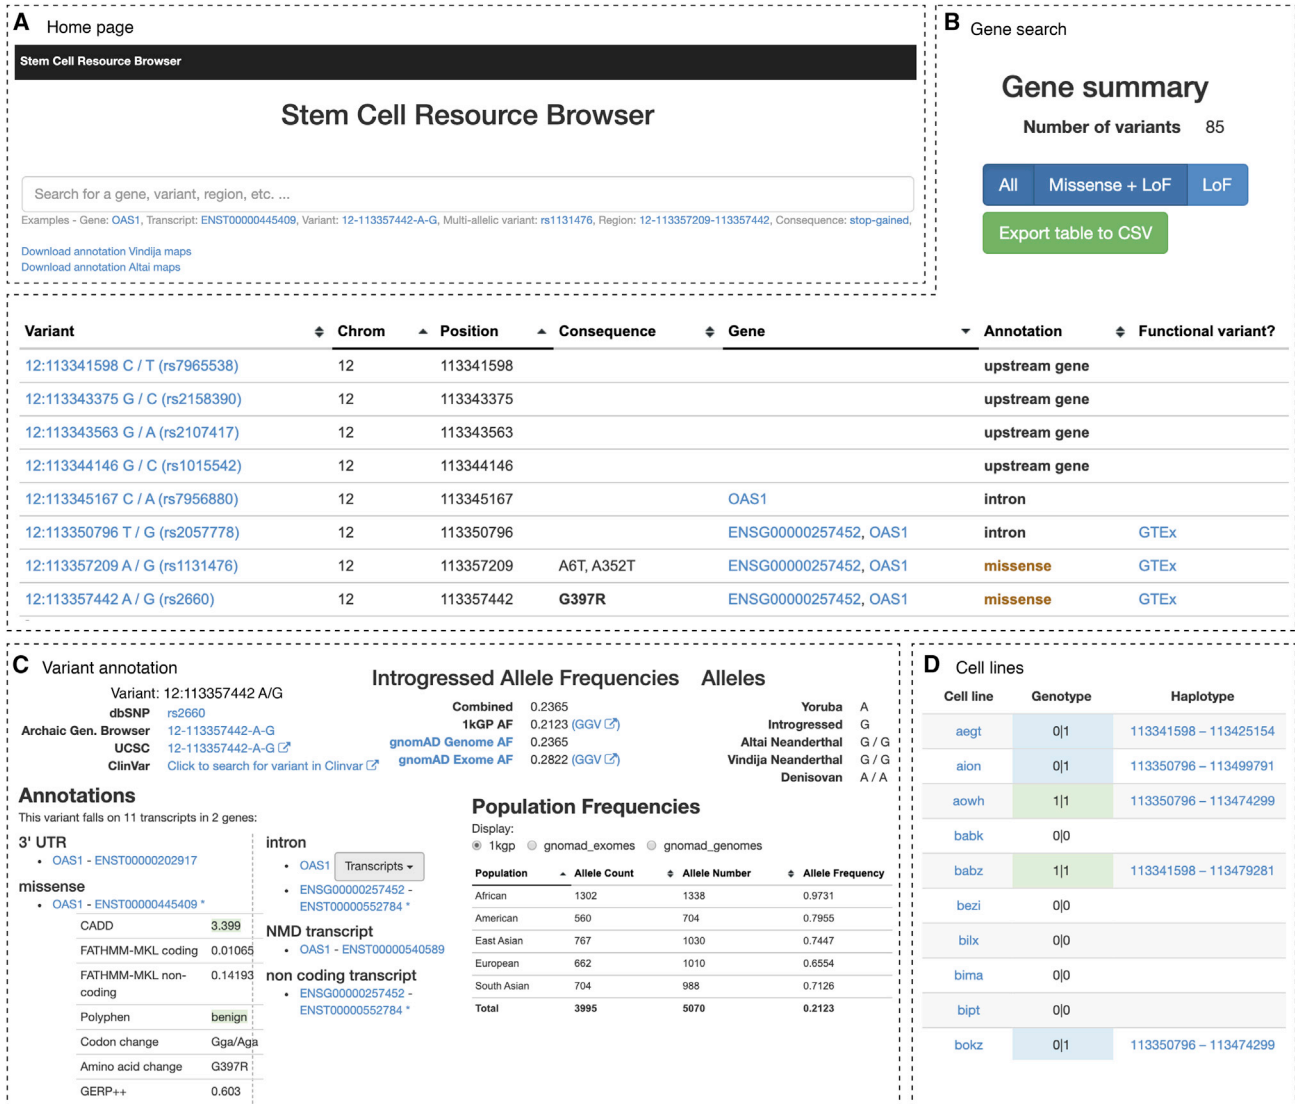 A Home page
Stem Cell Resource Browser
Stem Cell Resource Browser
Search for a gene, variant, region, etc. ...
Examples - Gene: OAS1, Transcript: ENST00000445409, Variant: 12-113357442-A-G, Multi-allelic variant: rs1131476, Region: 12-113357209-113357442, Consequence: stop-gained,
Download annotation Vindija maps
Download annotation Altai maps
B Gene search
Gene summary
Number of variants 85
All Missense + LoF LoF
Export table to CSV
Variant Chrom Position Consequence Gene Annotation Functional variant?
12:113341598 C / T (rs7965538) 12 113341598 upstream gene
12:113343375 G / C (rs2158390) 12 113343375 upstream gene
12:113343563 G / A (rs2107417) 12 113343563 upstream gene
12:113344146 G / C (rs1015542) 12 113344146 upstream gene
12:113345167 C / A (rs7956880) 12 113345167 OAS1 intron
12:113350796 T / G (rs2057778) 12 113350796 ENSG00000257452, OAS1 intron GTEx
12:113357209 A / G (rs1131476) 12 113357209 A6T, A352T ENSG00000257452, OAS1 missense GTEx
12:113357442 A / G (rs2660) 12 113357442 G397R ENSG00000257452, OAS1 missense GTEx
C Variant annotation
Variant: 12:113357442 A/G
dbSNP rs2660
Archaic Gen. Browser 12-113357442-A-G
UCSC 12-113357442-A-G
ClinVar Click to search for variant in Clinvar
Introgressed Allele Frequencies
Combined 0.2365
1kGP AF 0.2123 (GGV)
gnomAD Genome AF 0.2365
gnomAD Exome AF 0.2822 (GGV)
Alleles
Yoruba A
Introgressed G
Altai Neanderthal G / G
Vindija Neanderthal G / G
Denisovan A / A
Annotations
This variant falls on 11 transcripts in 2 genes:
3' UTR
• OAS1 - ENST00000202917
missense
• OAS1 - ENST00000445409 *
CADD 3.399
FATHMM-MKL coding 0.01065
FATHMM-MKL non-
coding 0.14193
Polyphen benign
Codon change Gga/Aga
Amino acid change G397R
GERP++ 0.603
intron
• OAS1 Transcripts
• ENSG00000257452 -
ENST00000552784 *
NMD transcript
• OAS1 - ENST00000540589
non coding transcript
• ENSG00000257452 -
ENST00000552784 *
Population Frequencies
Display:
1kgp gnomad_exomes gnomad_genomes
Population Allele Count Allele Number Allele Frequency
African 1302 1338 0.9731
American 560 704 0.7955
East Asian 767 1030 0.7447
European 662 1010 0.6554
South Asian 704 988 0.7126
Total 3995 5070 0.2123
D Cell lines
Cell line Genotype Haplotype
aegt 0|1 113341598 – 113425154
aion 0|1 113350796 – 113499791
aowh 1|1 113350796 – 113474299
babk 0|0
babz 1|1 113341598 – 113479281
bezi 0|0
bilx 0|0
bima 0|0
bipt 0|0
bokz 0|1 113350796 – 113474299